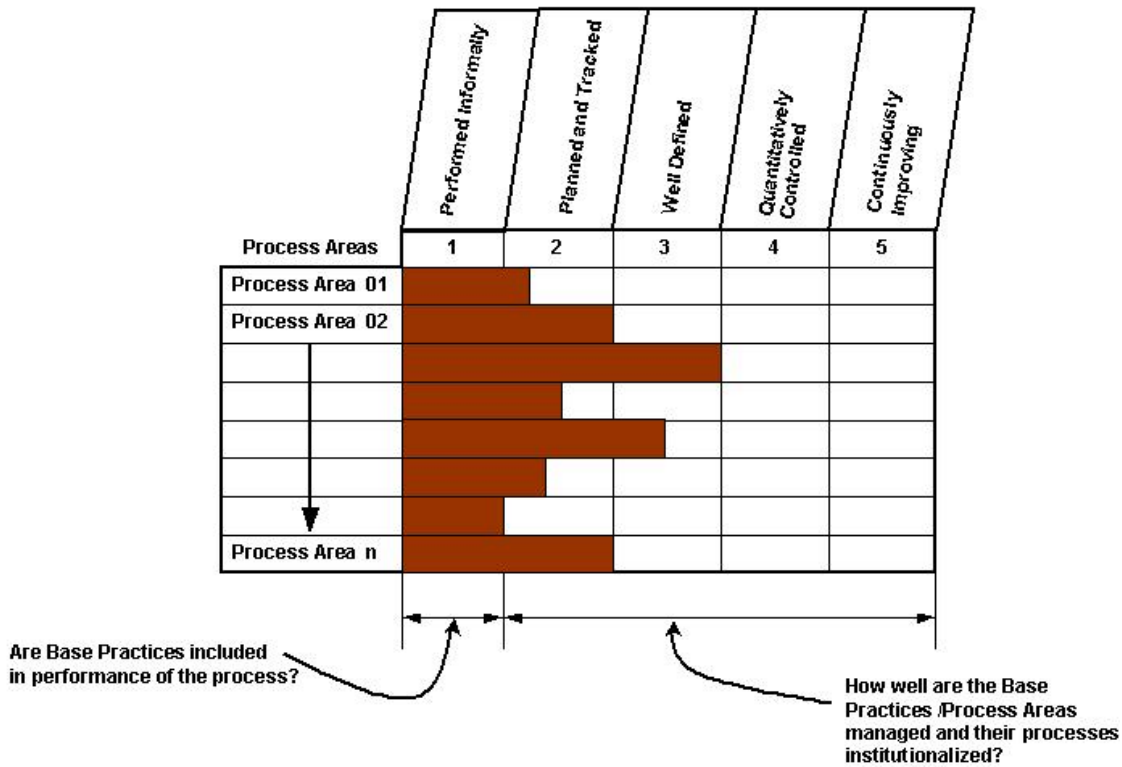 Performed Informally
Planned and Tracked
Well Defined
Quantitatively
Controlled
Continuously
Improving
Process Areas 1 2 3 4 5
Process Area 01
Process Area 02
Process Area n
Are Base Practices included
in performance of the process?
How well are the Base
Practices /Process Areas
managed and their processes
institutionalized?